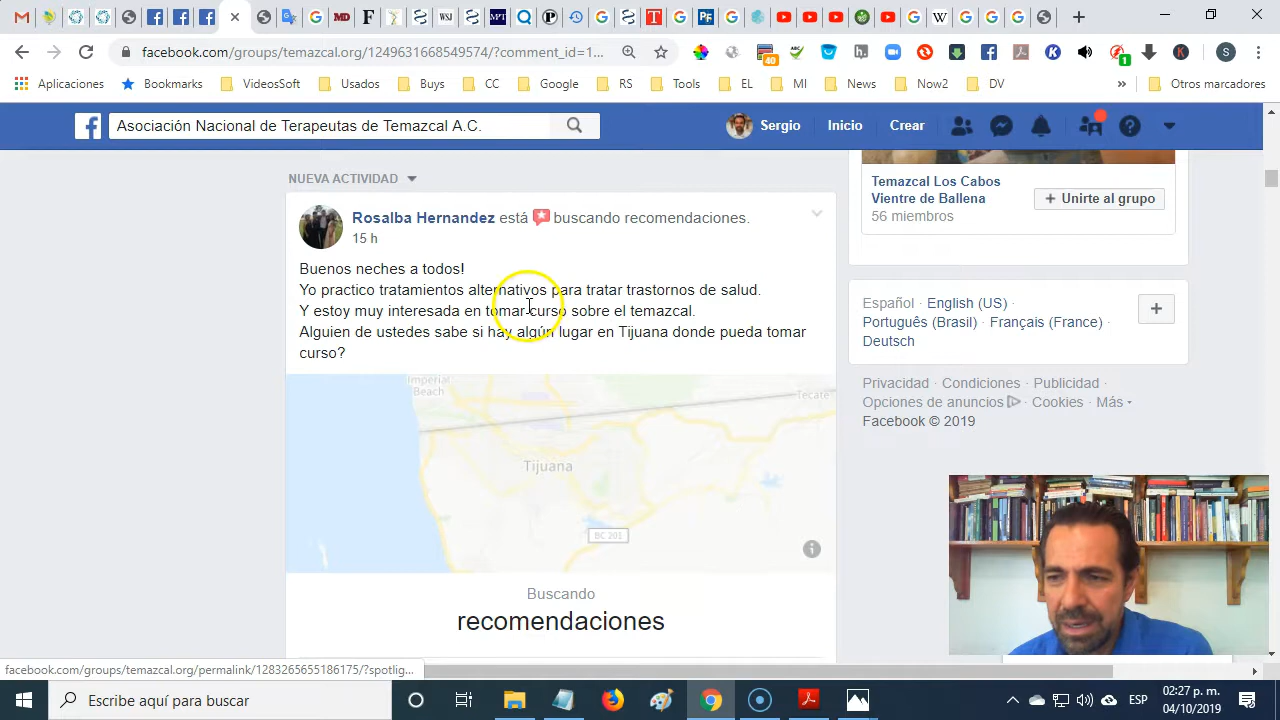 facebook.com/groups/temazcal.org/1249631668549574/?comment_id=1...
40
1
K
S
Aplicaciones
Bookmarks
VideosSoft
Usados
Buys
CC
Google
RS
Tools
EL
MI
News
Now2
DV
Otros marcadores
Asociación Nacional de Terapeutas de Temazcal A.C.
Sergio
Inicio
Crear
NUEVA ACTIVIDAD
Rosalba Hernandez está buscando recomendaciones.
15 h
Buenos neches a todos!
Yo practico tratamientos alternativos para tratar trastornos de salud.
Y estoy muy interesada en tomar curso sobre el temazcal.
Alguien de ustedes sabe si hay algún lugar en Tijuana donde pueda tomar
curso?
Imperial
Beach
Tecate
Tijuana
BC 201
Buscando
recomendaciones
Temazcal Los Cabos
Vientre de Ballena
56 miembros
+ Unirte al grupo
Español · English (US) ·
Português (Brasil) · Français (France) ·
Deutsch
Privacidad · Condiciones · Publicidad ·
Opciones de anuncios · Cookies · Más
Facebook © 2019
facebook.com/groups/temazcal.org/permalink/1283265655186175/?spotlig...
Escribe aquí para buscar
ESP
02:27 p. m.
04/10/2019